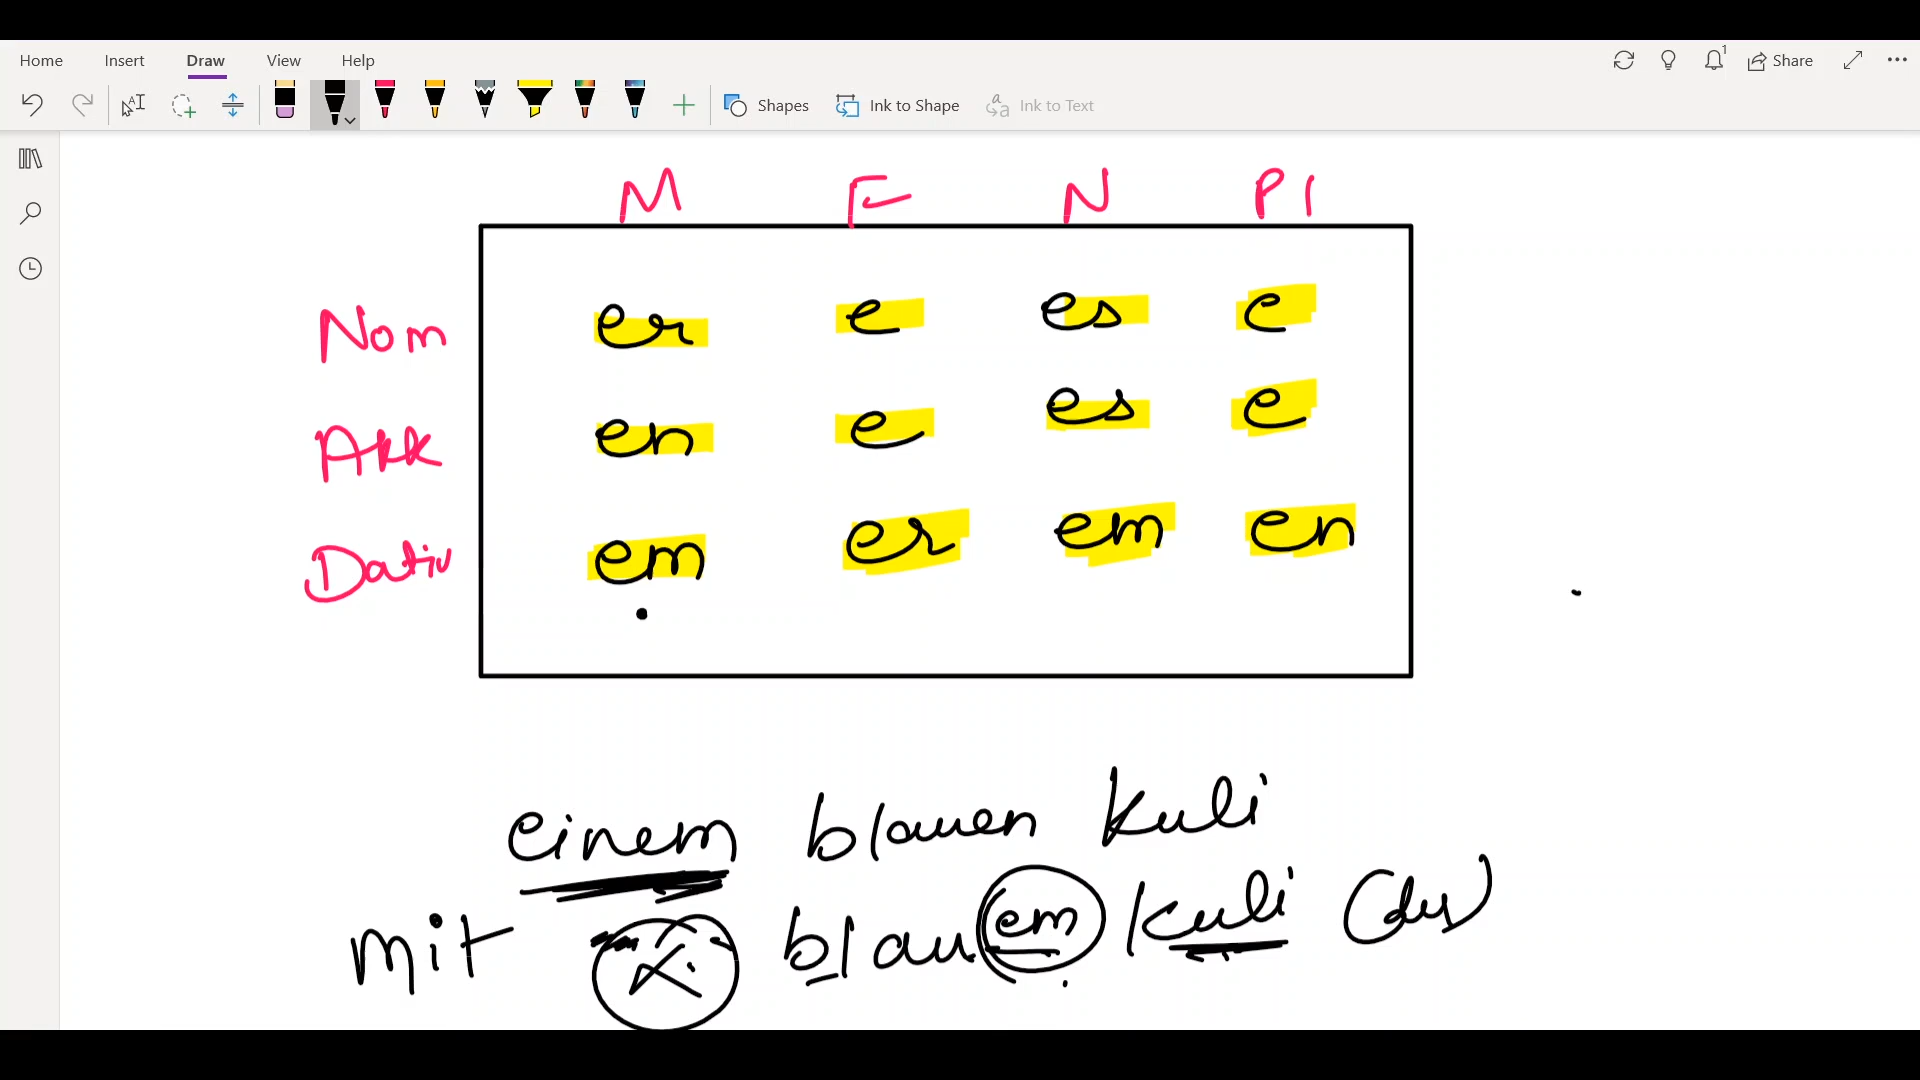 Home Insert Draw View Help 1 Share
Shapes Ink to Shape Ink to Text
M F N Pl
Nom er e es e
Akk en e es e
Dativ em er em en
einem blauen Kuli
mit blauem Kuli